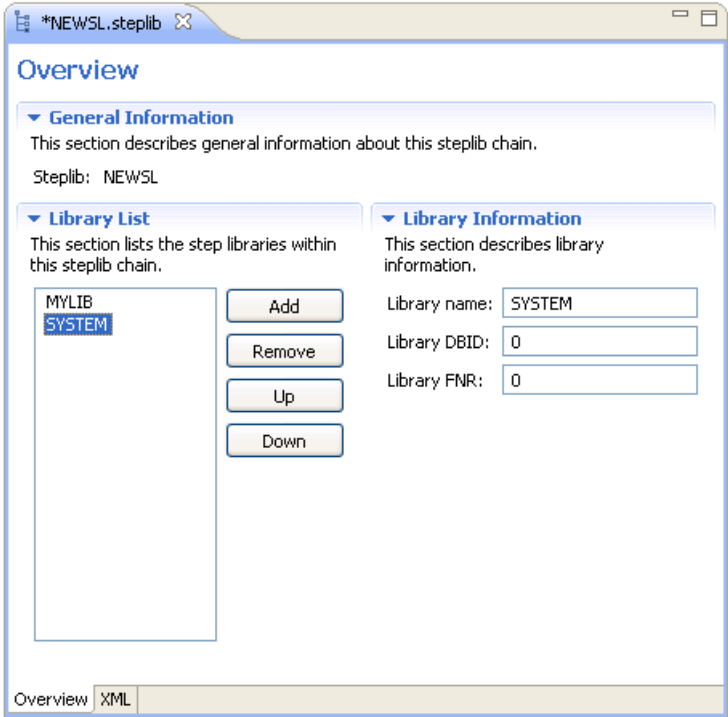 *NEWSL.steplib
Overview
General Information
This section describes general information about this steplib chain.
Steplib: NEWSL
Library List
This section lists the step libraries within
this steplib chain.
MYLIB
SYSTEM
Add
Remove
Up
Down
Library Information
This section describes library
information.
Library name: SYSTEM
Library DBID: 0
Library FNR: 0
Overview XML